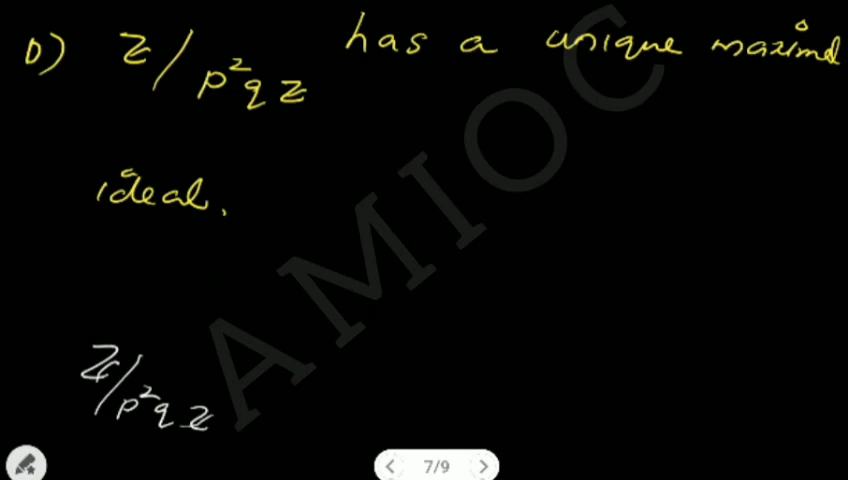 D) Z/p²qZ has a unique maximal
ideal.
Z/p²qZ
AMIOC
7/9